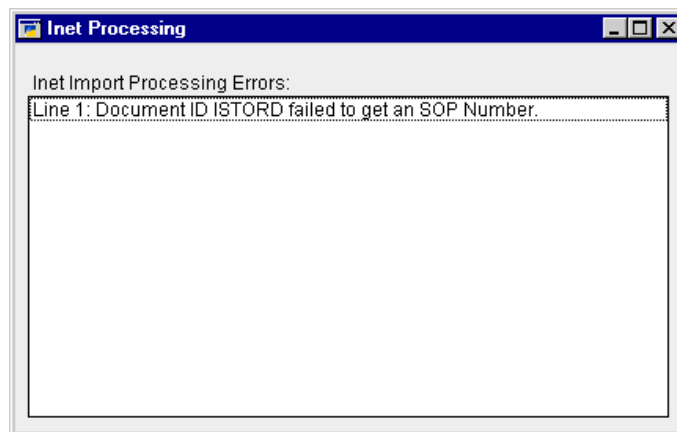 Inet Processing
Inet Import Processing Errors:
Line 1: Document ID ISTORD failed to get an SOP Number.